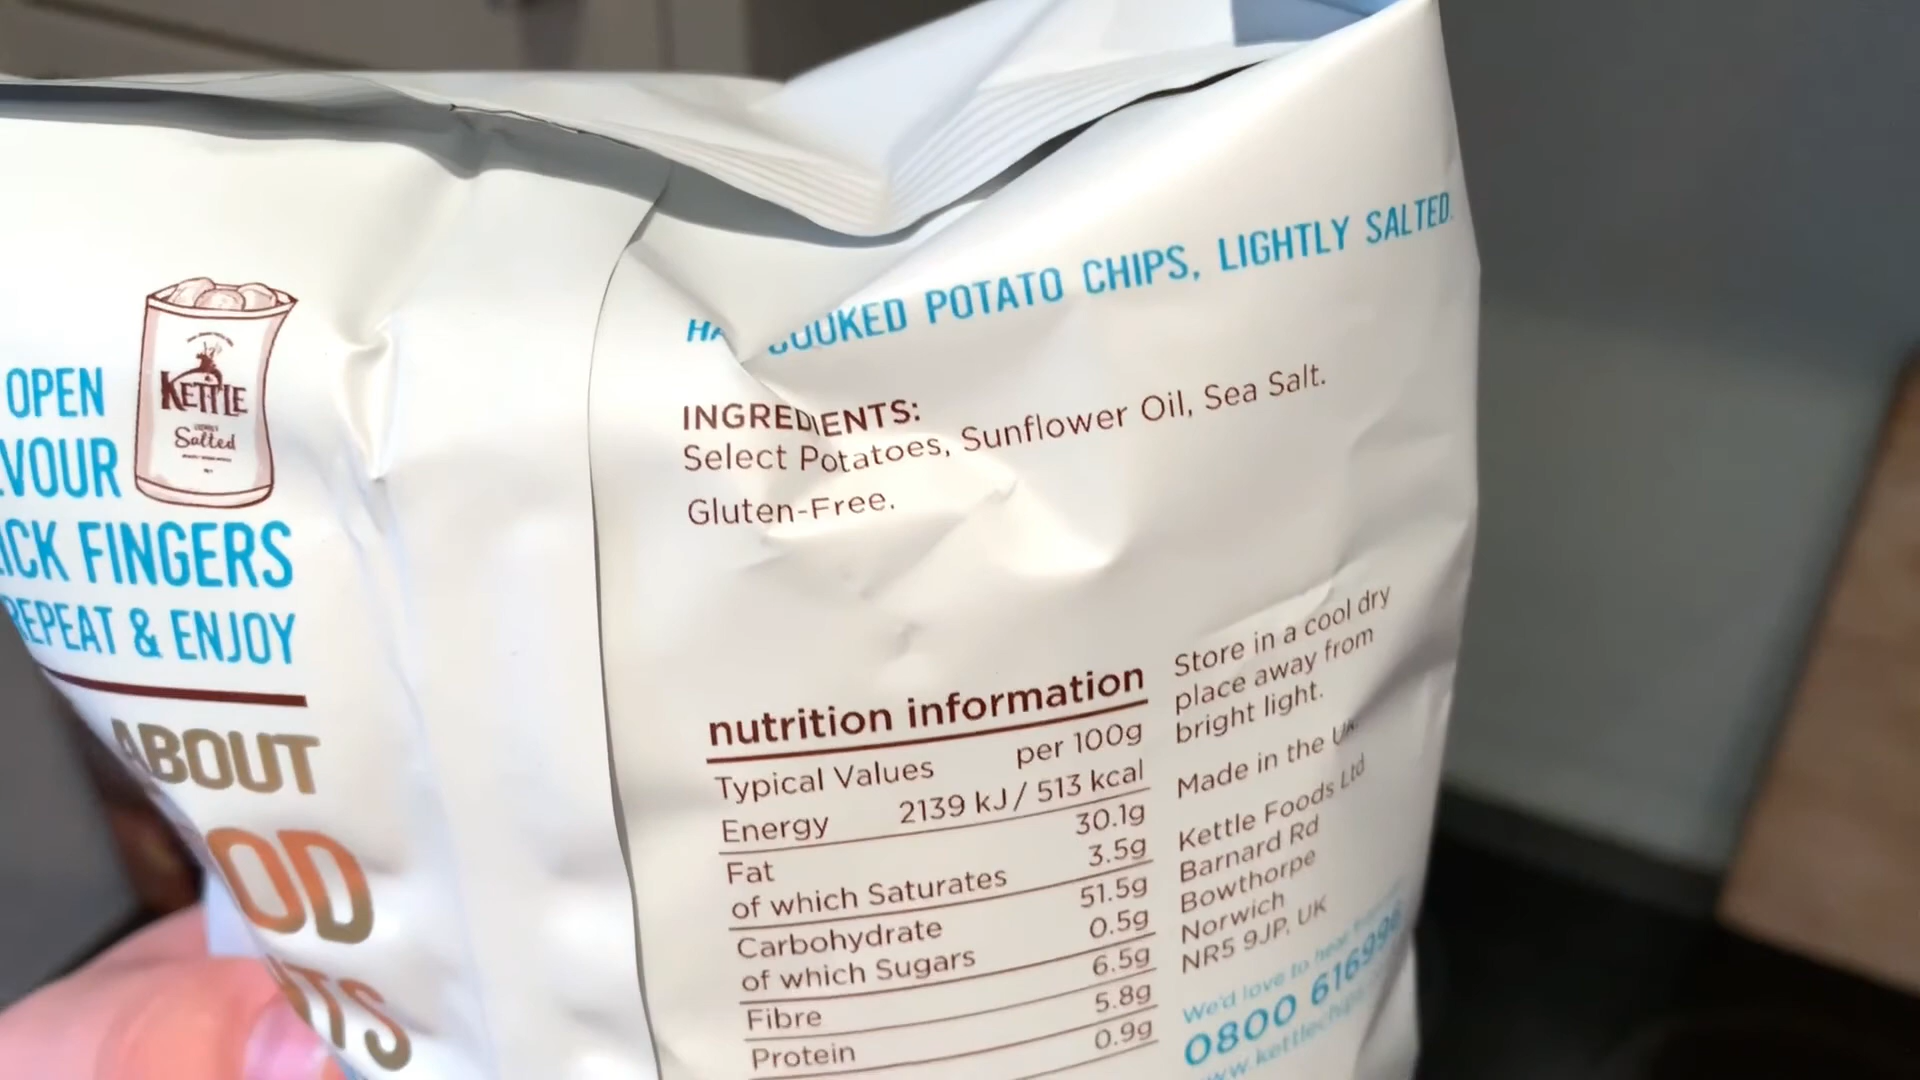 OPEN
VOUR
ICK FINGERS
REPEAT & ENJOY
KETTLE
Salted
ABOUT
OD
NTS
COOKED POTATO CHIPS, LIGHTLY SALTED.
INGREDIENTS:
Select Potatoes, Sunflower Oil, Sea Salt.
Gluten-Free.
nutrition information
Typical Values per 100g
Energy 2139 kJ / 513 kcal
Fat 30.1g
of which Saturates 3.5g
Carbohydrate 51.5g
of which Sugars 0.5g
Fibre 6.5g
Protein 5.8g
0.9g
Store in a cool dry
place away from
bright light.
Made in the UK
Kettle Foods Ltd
Barnard Rd
Bowthorpe
Norwich
NR5 9JP, UK
We'd love to hear
0800 616996